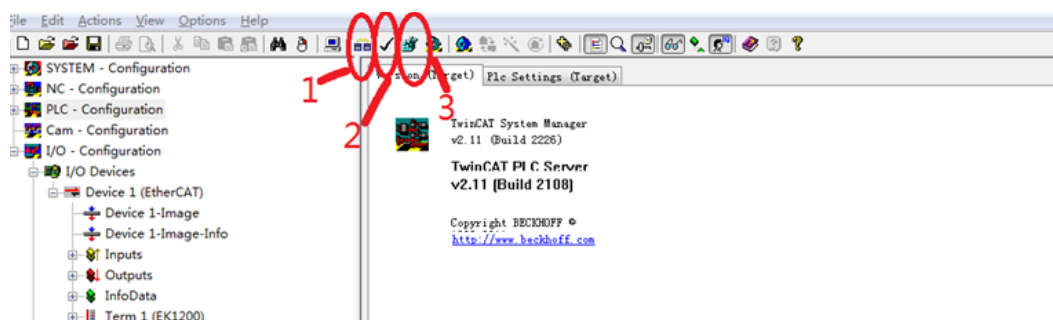 File Edit Actions View Options Help
SYSTEM - Configuration
NC - Configuration
PLC - Configuration
Cam - Configuration
I/O - Configuration
I/O Devices
Device 1 (EtherCAT)
Device 1-Image
Device 1-Image-Info
Inputs
Outputs
InfoData
Term 1 (EK1200)
1
2
3
(Target) Plc Settings (Target)
TwinCAT System Manager
v2.11 (Build 2226)
TwinCAT PLC Server
v2.11 (Build 2108)
Copyright BECKHOFF ©
http://www.beckhoff.com